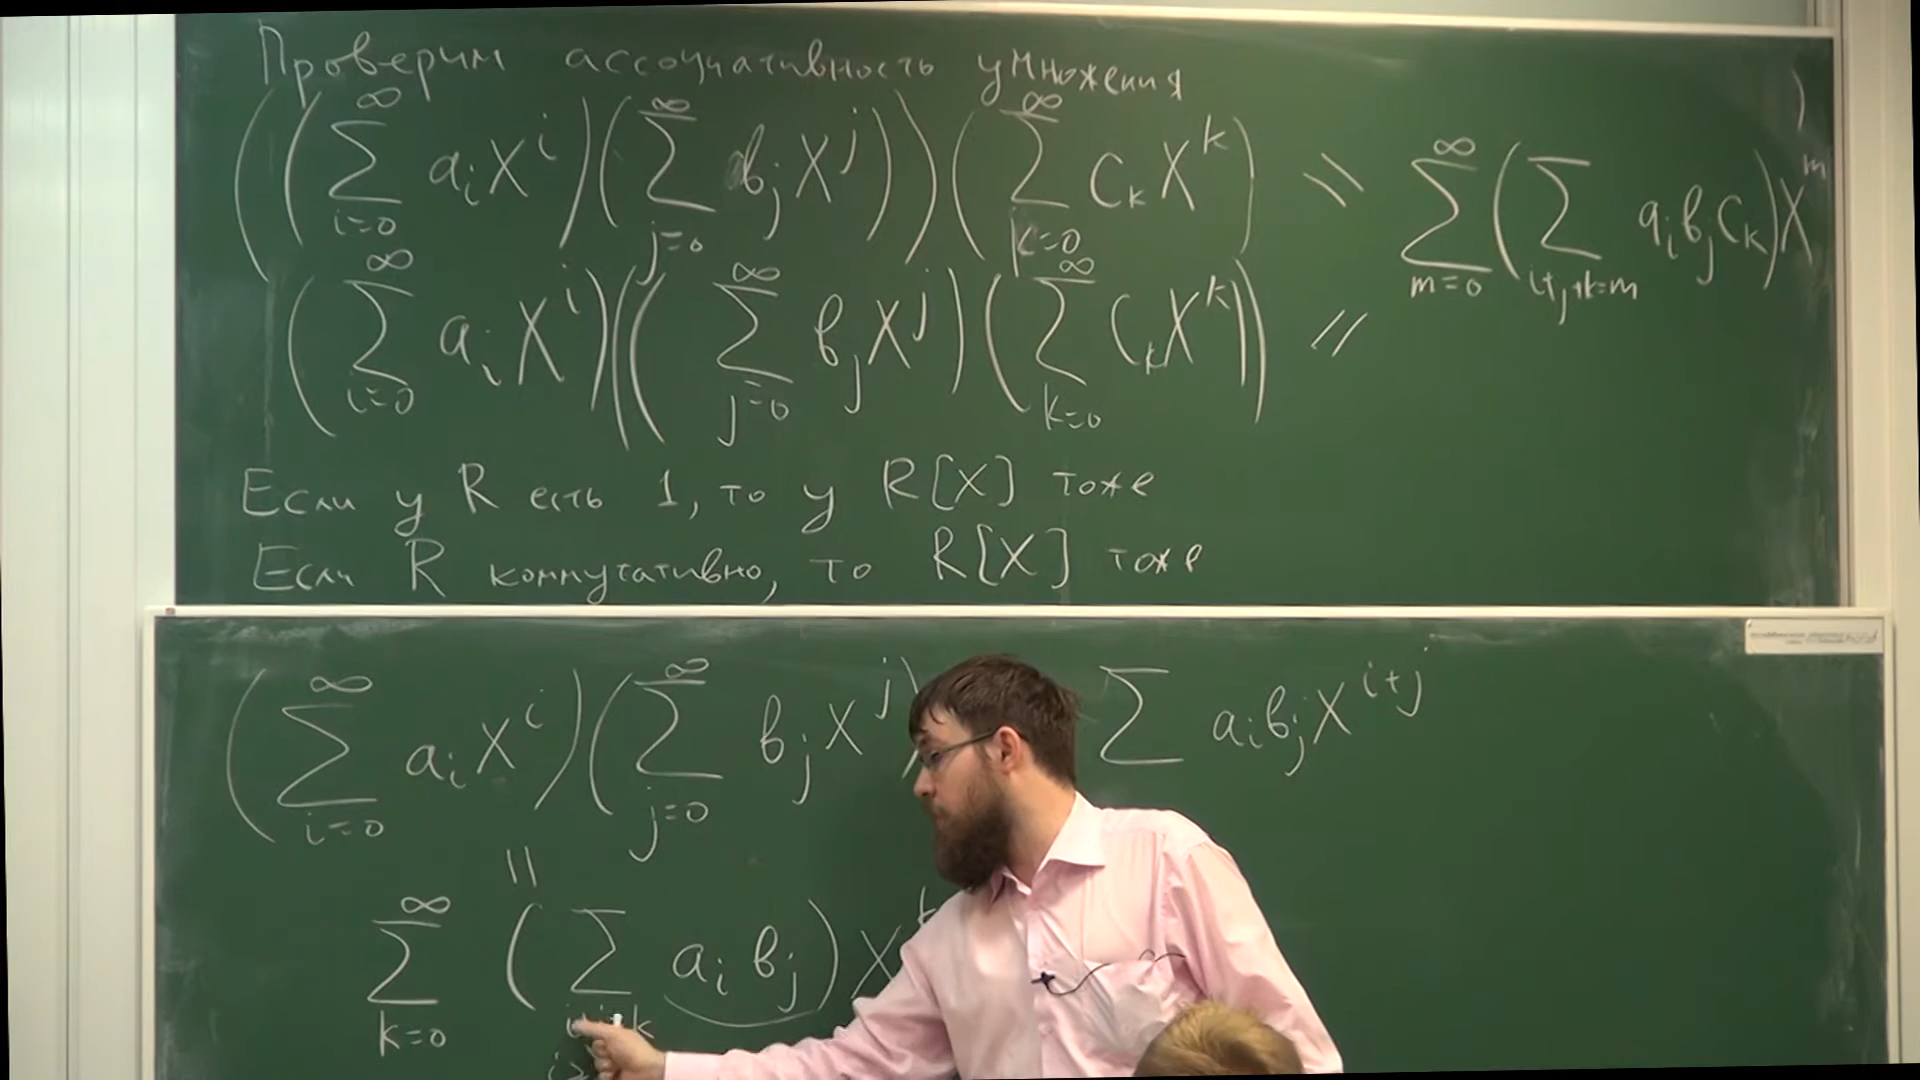 Проверим ассоциативность умножения
((∑_{i=0}^{∞} a_i X^i)(∑_{j=0}^{∞} b_j X^j))(∑_{k=0}^{∞} c_k X^k) = ∑_{m=0}^{∞} (∑_{i+j+k=m} a_i b_j c_k) X^m
(∑_{i=0}^{∞} a_i X^i)((∑_{j=0}^{∞} b_j X^j)(∑_{k=0}^{∞} c_k X^k)) =
Если у R есть 1, то у R[X] тоже
Если R коммутативно, то R[X] тоже
(∑_{i=0}^{∞} a_i X^i)(∑_{j=0}^{∞} b_j X^j) ∑ a_i b_j X^{i+j}
=
∑_{k=0}^{∞} (∑ a_i b_j) X^k